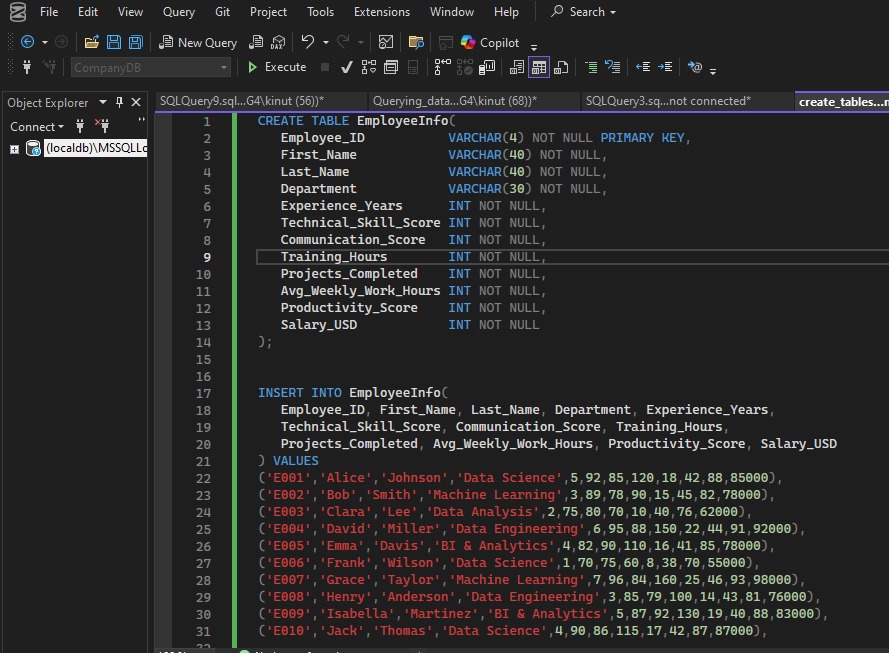 File Edit View Query Git Project Tools Extensions Window Help Search
New Query DAX Copilot
CompanyDB Execute
Object Explorer
Connect
(localdb)\MSSQLLo
SQLQuery9.sql...G4\kinut (56))* Querying_data...G4\kinut (68))* SQLQuery3.sq...not connected* create_tables...n
1 CREATE TABLE EmployeeInfo(
2 Employee_ID VARCHAR(4) NOT NULL PRIMARY KEY,
3 First_Name VARCHAR(40) NOT NULL,
4 Last_Name VARCHAR(40) NOT NULL,
5 Department VARCHAR(30) NOT NULL,
6 Experience_Years INT NOT NULL,
7 Technical_Skill_Score INT NOT NULL,
8 Communication_Score INT NOT NULL,
9 Training_Hours INT NOT NULL,
10 Projects_Completed INT NOT NULL,
11 Avg_Weekly_Work_Hours INT NOT NULL,
12 Productivity_Score INT NOT NULL,
13 Salary_USD INT NOT NULL
14 );
15
16
17 INSERT INTO EmployeeInfo(
18 Employee_ID, First_Name, Last_Name, Department, Experience_Years,
19 Technical_Skill_Score, Communication_Score, Training_Hours,
20 Projects_Completed, Avg_Weekly_Work_Hours, Productivity_Score, Salary_USD
21 ) VALUES
22 ('E001','Alice','Johnson','Data Science',5,92,85,120,18,42,88,85000),
23 ('E002','Bob','Smith','Machine Learning',3,89,78,90,15,45,82,78000),
24 ('E003','Clara','Lee','Data Analysis',2,75,80,70,10,40,76,62000),
25 ('E004','David','Miller','Data Engineering',6,95,88,150,22,44,91,92000),
26 ('E005','Emma','Davis','BI & Analytics',4,82,90,110,16,41,85,78000),
27 ('E006','Frank','Wilson','Data Science',1,70,75,60,8,38,70,55000),
28 ('E007','Grace','Taylor','Machine Learning',7,96,84,160,25,46,93,98000),
29 ('E008','Henry','Anderson','Data Engineering',3,85,79,100,14,43,81,76000),
30 ('E009','Isabella','Martinez','BI & Analytics',5,87,92,130,19,40,88,83000),
31 ('E010','Jack','Thomas','Data Science',4,90,86,115,17,42,87,87000),